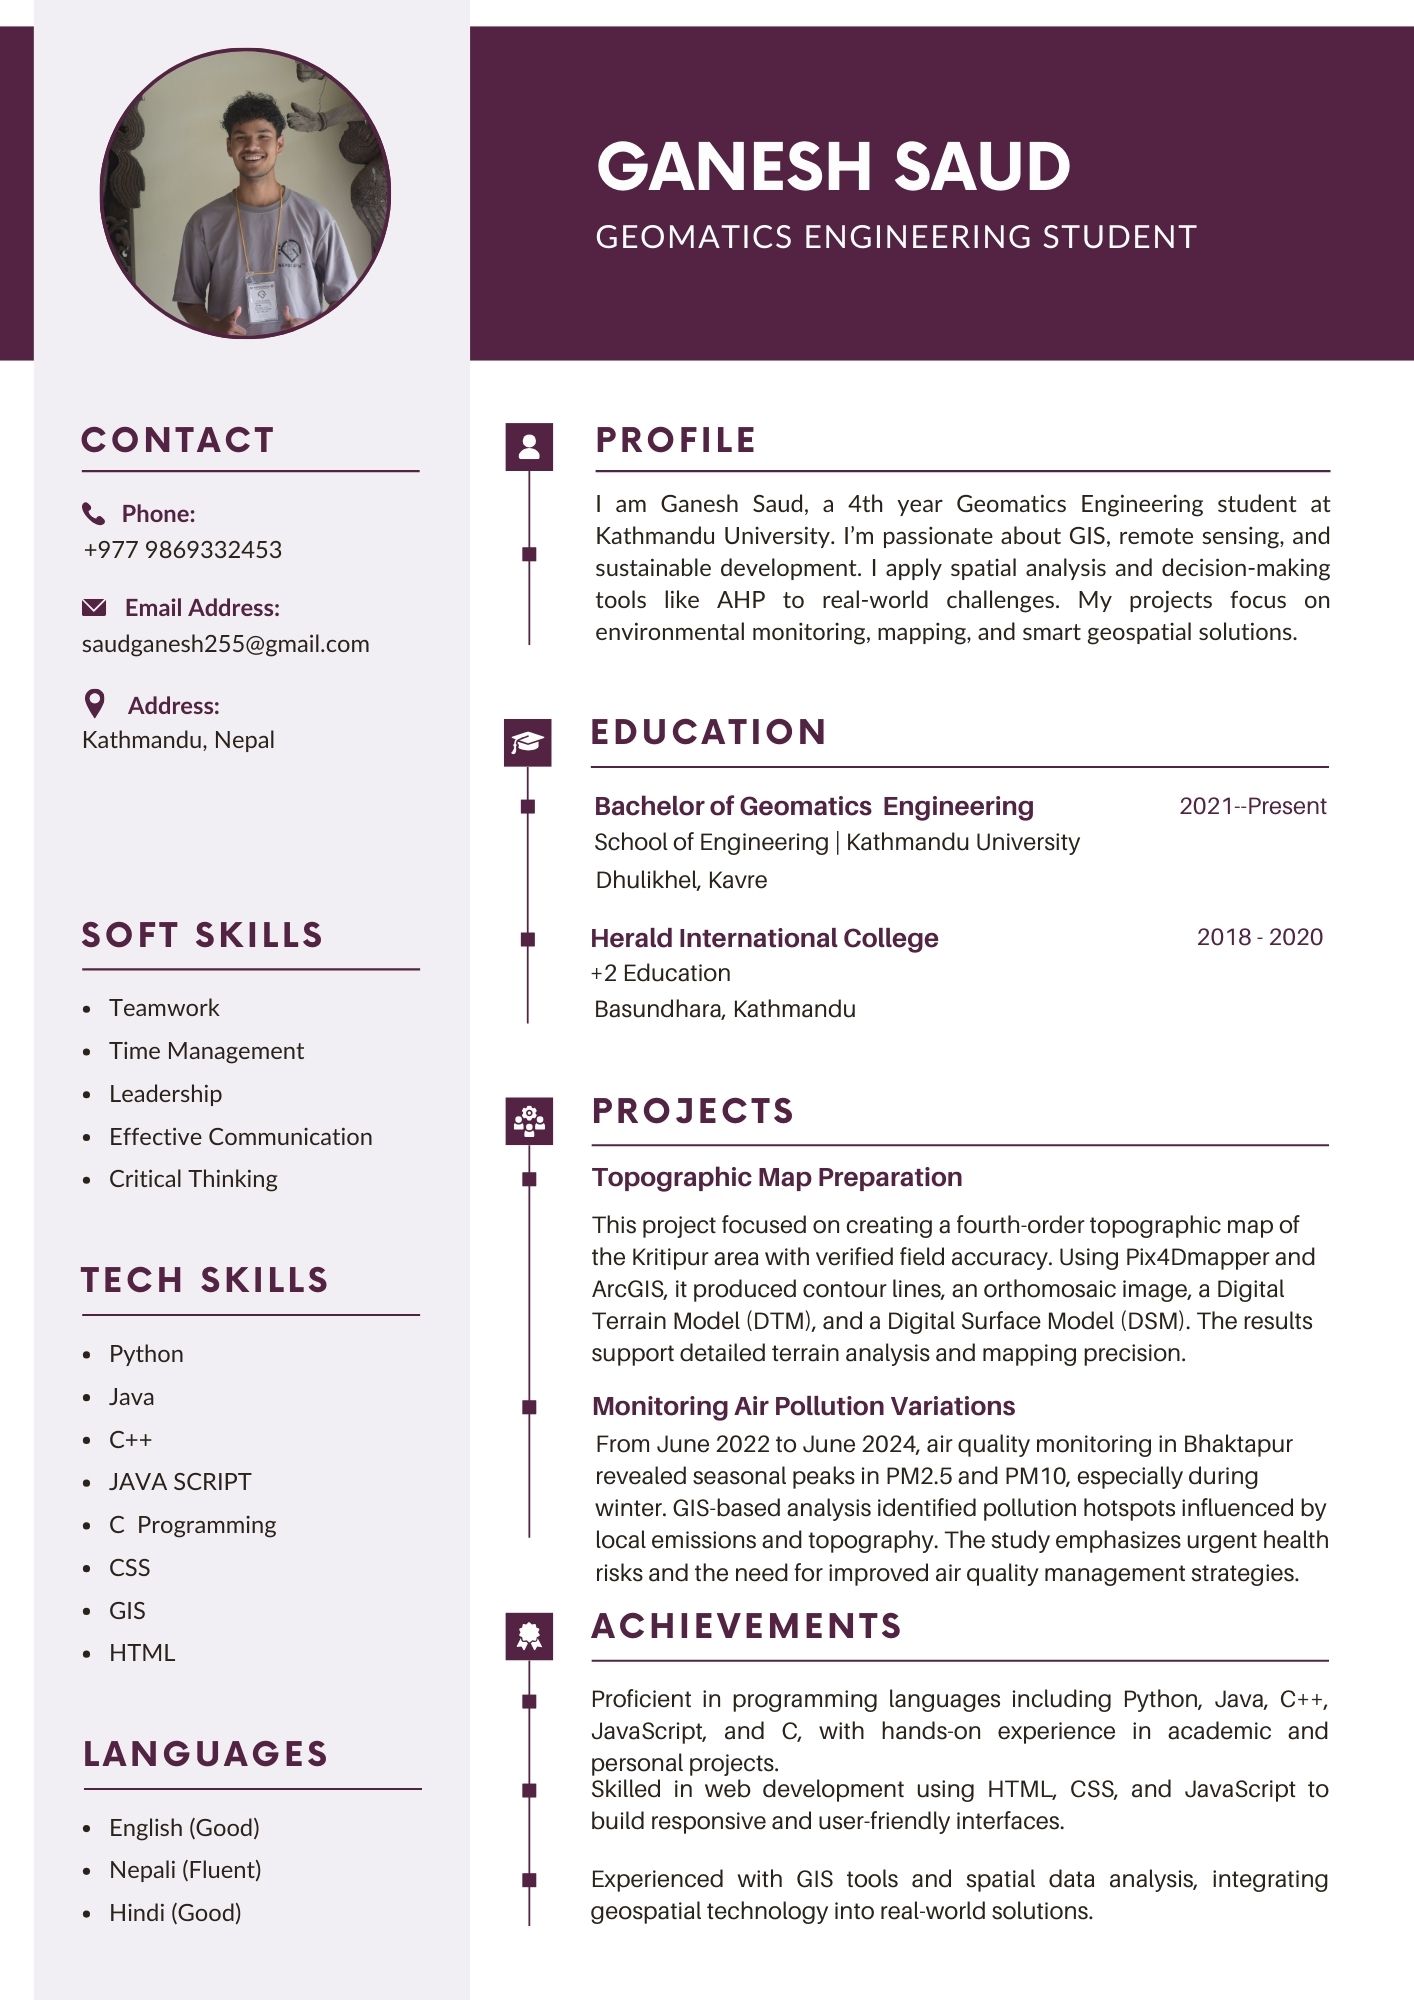 GANESH SAUD
GEOMATICS ENGINEERING STUDENT
CONTACT
Phone:
+977 9869332453
Email Address:
saudganesh255@gmail.com
Address:
Kathmandu, Nepal
SOFT SKILLS
• Teamwork
• Time Management
• Leadership
• Effective Communication
• Critical Thinking
TECH SKILLS
• Python
• Java
• C++
• JAVA SCRIPT
• C  Programming
• CSS
• GIS
• HTML
LANGUAGES
• English (Good)
• Nepali (Fluent)
• Hindi (Good)
PROFILE
I am Ganesh Saud, a 4th year Geomatics Engineering student at
Kathmandu University. I’m passionate about GIS, remote sensing, and
sustainable development. I apply spatial analysis and decision-making
tools like AHP to real-world challenges. My projects focus on
environmental monitoring, mapping, and smart geospatial solutions.
EDUCATION
Bachelor of Geomatics  Engineering 2021--Present
School of Engineering | Kathmandu University
Dhulikhel, Kavre
Herald International College 2018 - 2020
+2 Education
Basundhara, Kathmandu
PROJECTS
Topographic Map Preparation
This project focused on creating a fourth-order topographic map of
the Kritipur area with verified field accuracy. Using Pix4Dmapper and
ArcGIS, it produced contour lines, an orthomosaic image, a Digital
Terrain Model (DTM), and a Digital Surface Model (DSM). The results
support detailed terrain analysis and mapping precision.
Monitoring Air Pollution Variations
From June 2022 to June 2024, air quality monitoring in Bhaktapur
revealed seasonal peaks in PM2.5 and PM10, especially during
winter. GIS-based analysis identified pollution hotspots influenced by
local emissions and topography. The study emphasizes urgent health
risks and the need for improved air quality management strategies.
ACHIEVEMENTS
Proficient in programming languages including Python, Java, C++,
JavaScript, and C, with hands-on experience in academic and
personal projects.
Skilled in web development using HTML, CSS, and JavaScript to
build responsive and user-friendly interfaces.
Experienced with GIS tools and spatial data analysis, integrating
geospatial technology into real-world solutions.